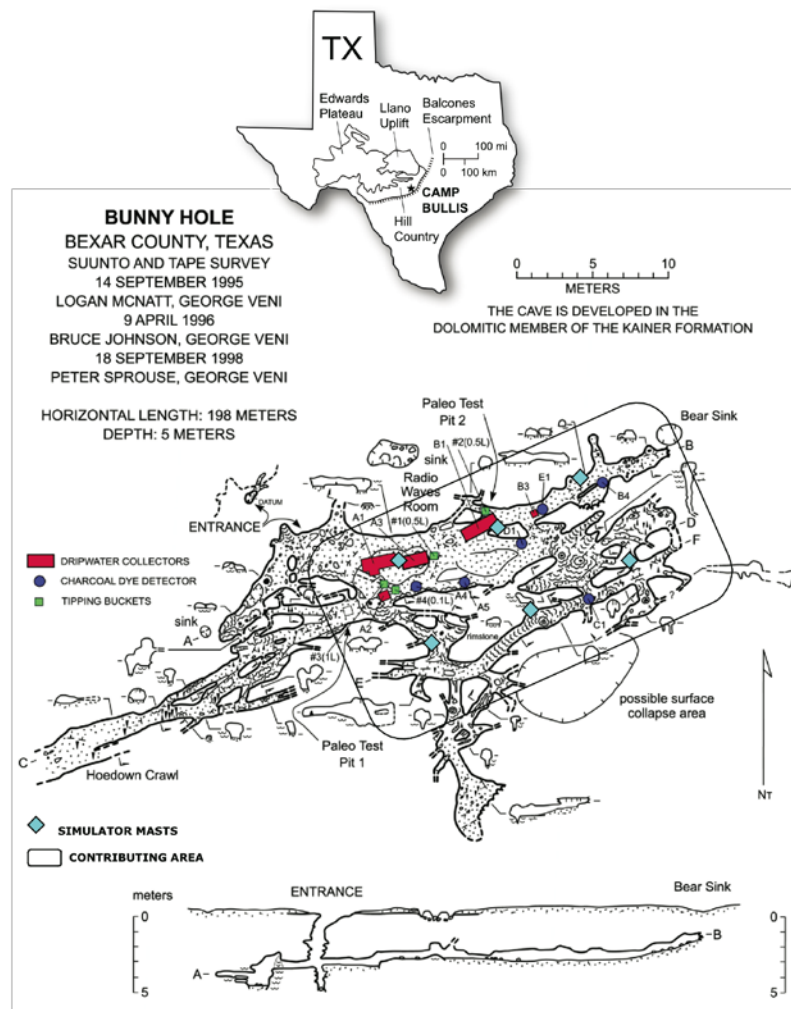 TX
Edwards
Plateau
Llano
Uplift
Balcones
Escarpment
0 100 mi
0 100 km
CAMP
BULLIS
Hill
Country
BUNNY HOLE
BEXAR COUNTY, TEXAS
SUUNTO AND TAPE SURVEY
14 SEPTEMBER 1995
LOGAN MCNATT, GEORGE VENI
9 APRIL 1996
BRUCE JOHNSON, GEORGE VENI
18 SEPTEMBER 1998
PETER SPROUSE, GEORGE VENI
HORIZONTAL LENGTH: 198 METERS
DEPTH: 5 METERS
0 5 10
METERS
THE CAVE IS DEVELOPED IN THE
DOLOMITIC MEMBER OF THE KAINER FORMATION
Paleo Test
Pit 2
Bear Sink
B1
#2(0.5L)
sink
B
E1
B3
B4
Radio
Waves
Room
DATUM
ENTRANCE
A1
A3
#1(0.5L)
D1
D
F
DRIPWATER COLLECTORS
CHARCOAL DYE DETECTOR
TIPPING BUCKETS
#4(0.1L)
A4
A5
C1
sink
A
A2
rimstone
#3(1L)
E
possible surface
collapse area
Paleo Test
Pit 1
C
Hoedown Crawl
NT
SIMULATOR MASTS
CONTRIBUTING AREA
meters
ENTRANCE
Bear Sink
0
0
B
A
5
5